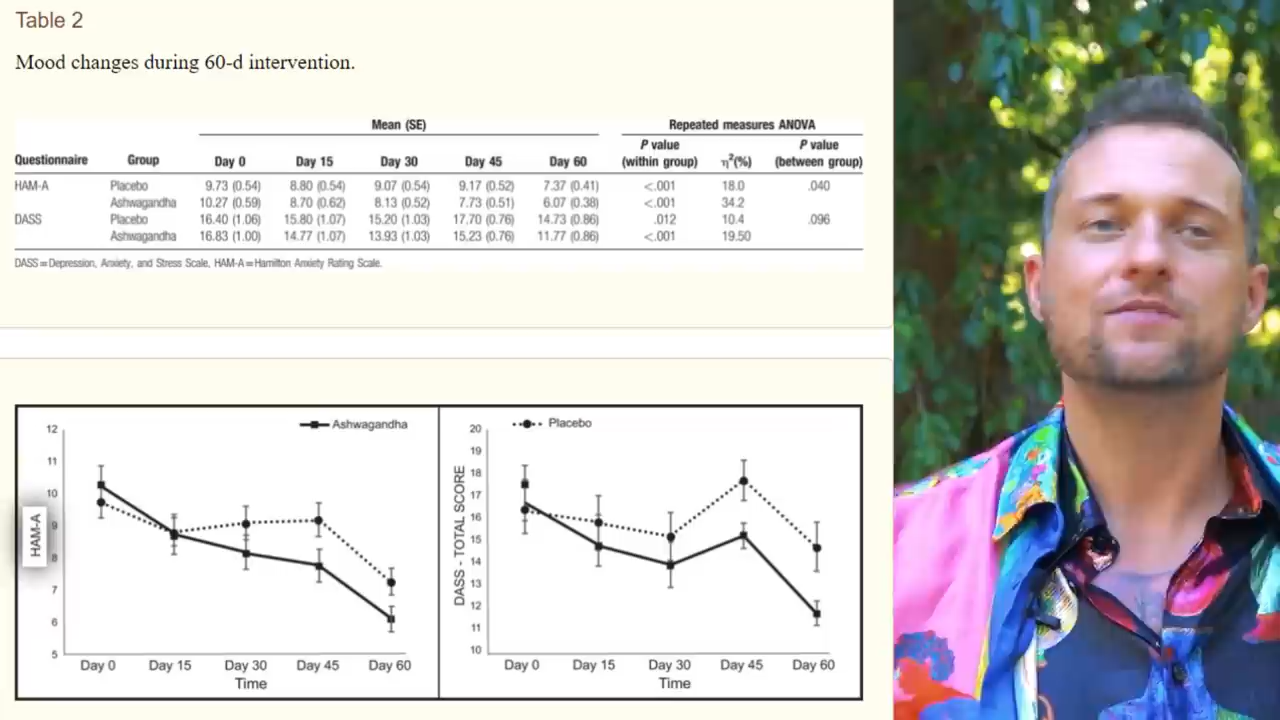 Table 2
Mood changes during 60-d intervention.
Mean (SE) Repeated measures ANOVA
Questionnaire Group Day 0 Day 15 Day 30 Day 45 Day 60 P value (within group) η²(%) P value (between group)
HAM-A Placebo 9.73 (0.54) 8.80 (0.54) 9.07 (0.54) 9.17 (0.52) 7.37 (0.41) <.001 18.0 .040
Ashwagandha 10.27 (0.59) 8.70 (0.62) 8.13 (0.52) 7.73 (0.51) 6.07 (0.38) <.001 34.2
DASS Placebo 16.40 (1.06) 15.80 (1.07) 15.20 (1.03) 17.70 (0.76) 14.73 (0.86) .012 10.4 .096
Ashwagandha 16.83 (1.00) 14.77 (1.07) 13.93 (1.03) 15.23 (0.76) 11.77 (0.86) <.001 19.50
DASS=Depression, Anxiety, and Stress Scale, HAM-A=Hamilton Anxiety Rating Scale.
Ashwagandha
HAM-A
12
11
10
9
8
7
6
5
Day 0 Day 15 Day 30 Day 45 Day 60
Time
Placebo
DASS - TOTAL SCORE
20
19
18
17
16
15
14
13
12
11
10
Day 0 Day 15 Day 30 Day 45 Day 60
Time